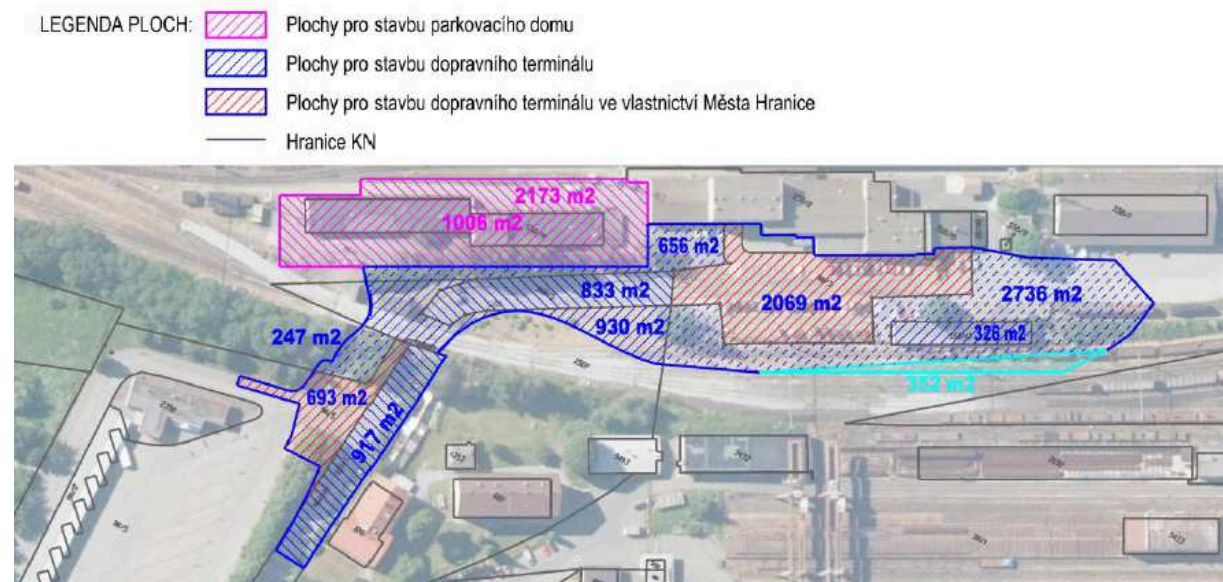 LEGENDA PLOCH:
Plochy pro stavbu parkovacího domu
Plochy pro stavbu dopravního terminálu
Plochy pro stavbu dopravního terminálu ve vlastnictví Města Hranice
Hranice KN
2173 m2
1006 m2
656 m2
833 m2
2069 m2
2736 m2
930 m2
326 m2
247 m2
352 m2
693 m2
917 m2